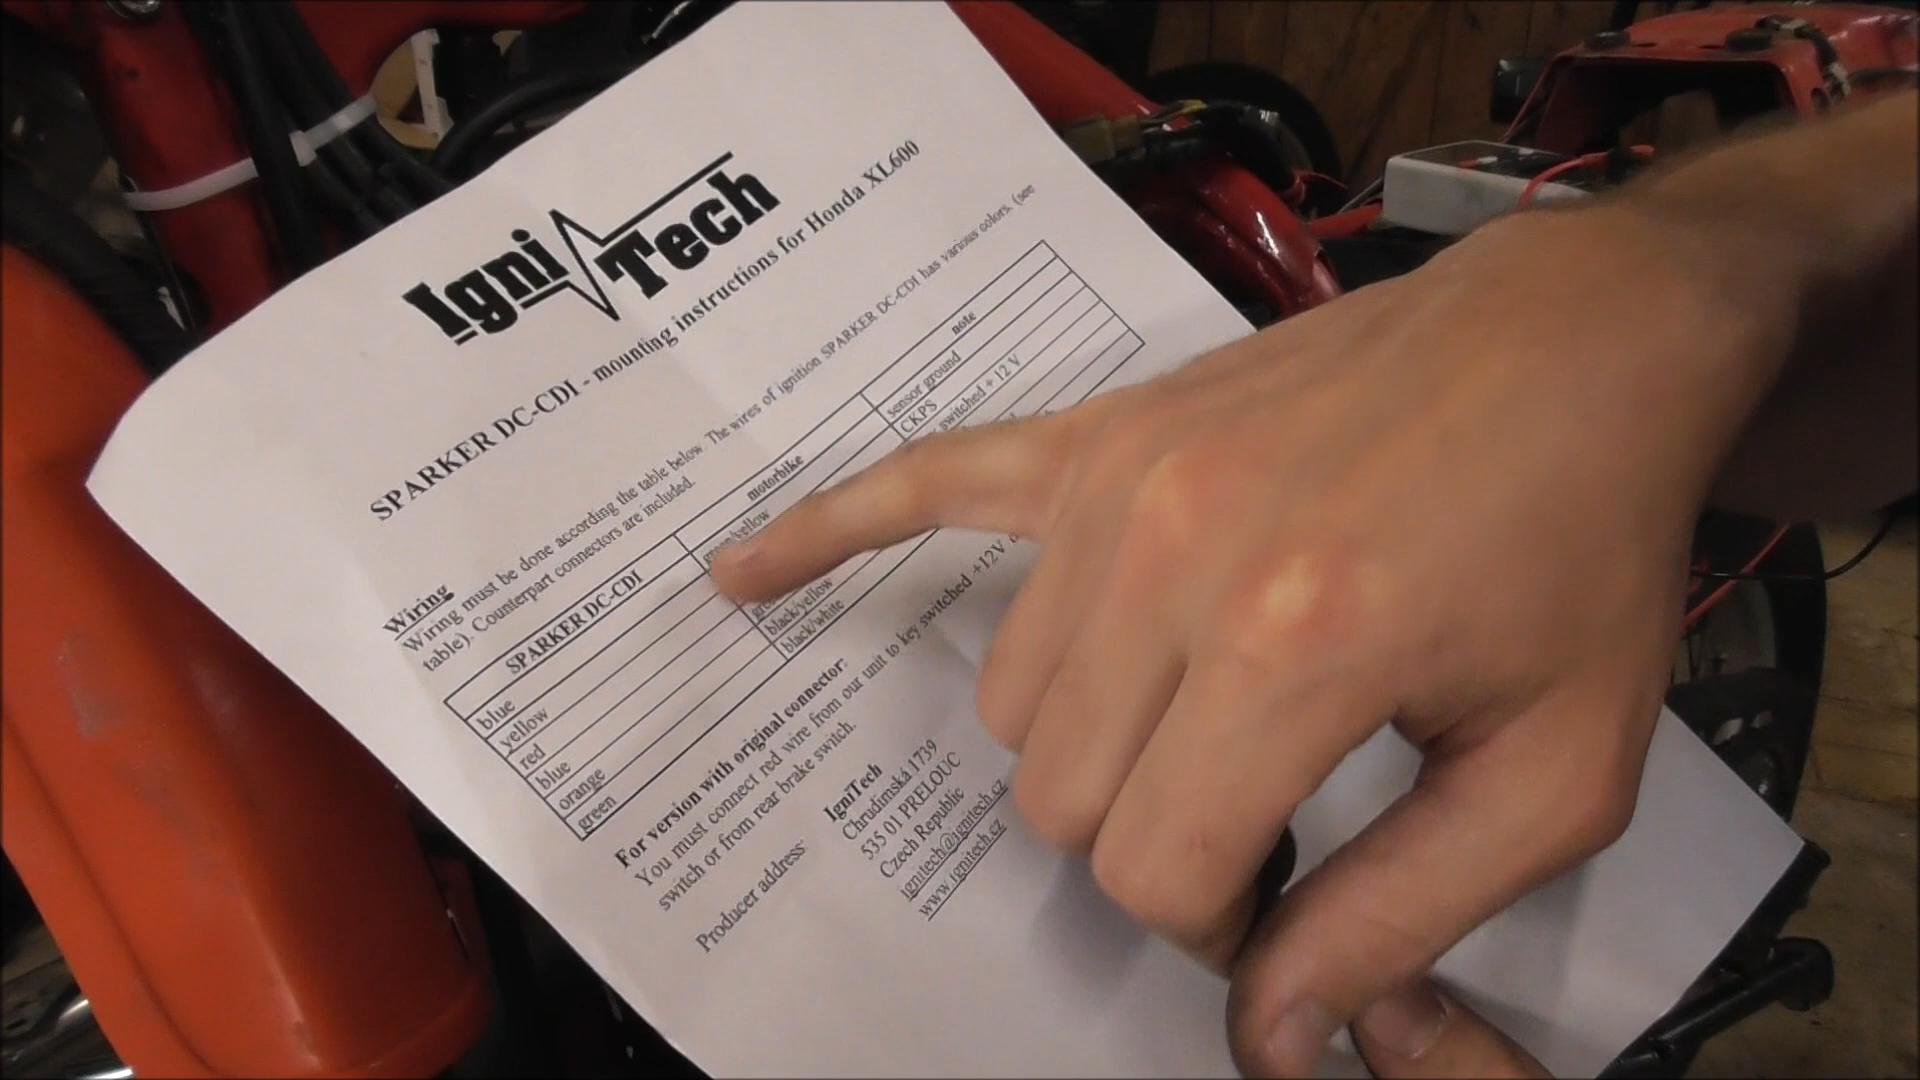 IgniTech
SPARKER DC-CDI - mounting instructions for Honda XL600
Wiring
Wiring must be done according the table below. The wires of ignition SPARKER DC-CDI has various colors. (see
table). Counterpart connectors are included.
SPARKER DC-CDI motorbike note
blue green/yellow sensor ground
yellow CKPS
red switched + 12 V
blue
orange black/yellow
green black/white
For version with original connector:
You must connect red wire from our unit to key switched +12V
switch or from rear brake switch.
Producer address:
IgniTech
Chrudimská 1739
535 01 PRELOUC
Czech Republic
ignitech@ignitech.cz
www.ignitech.cz